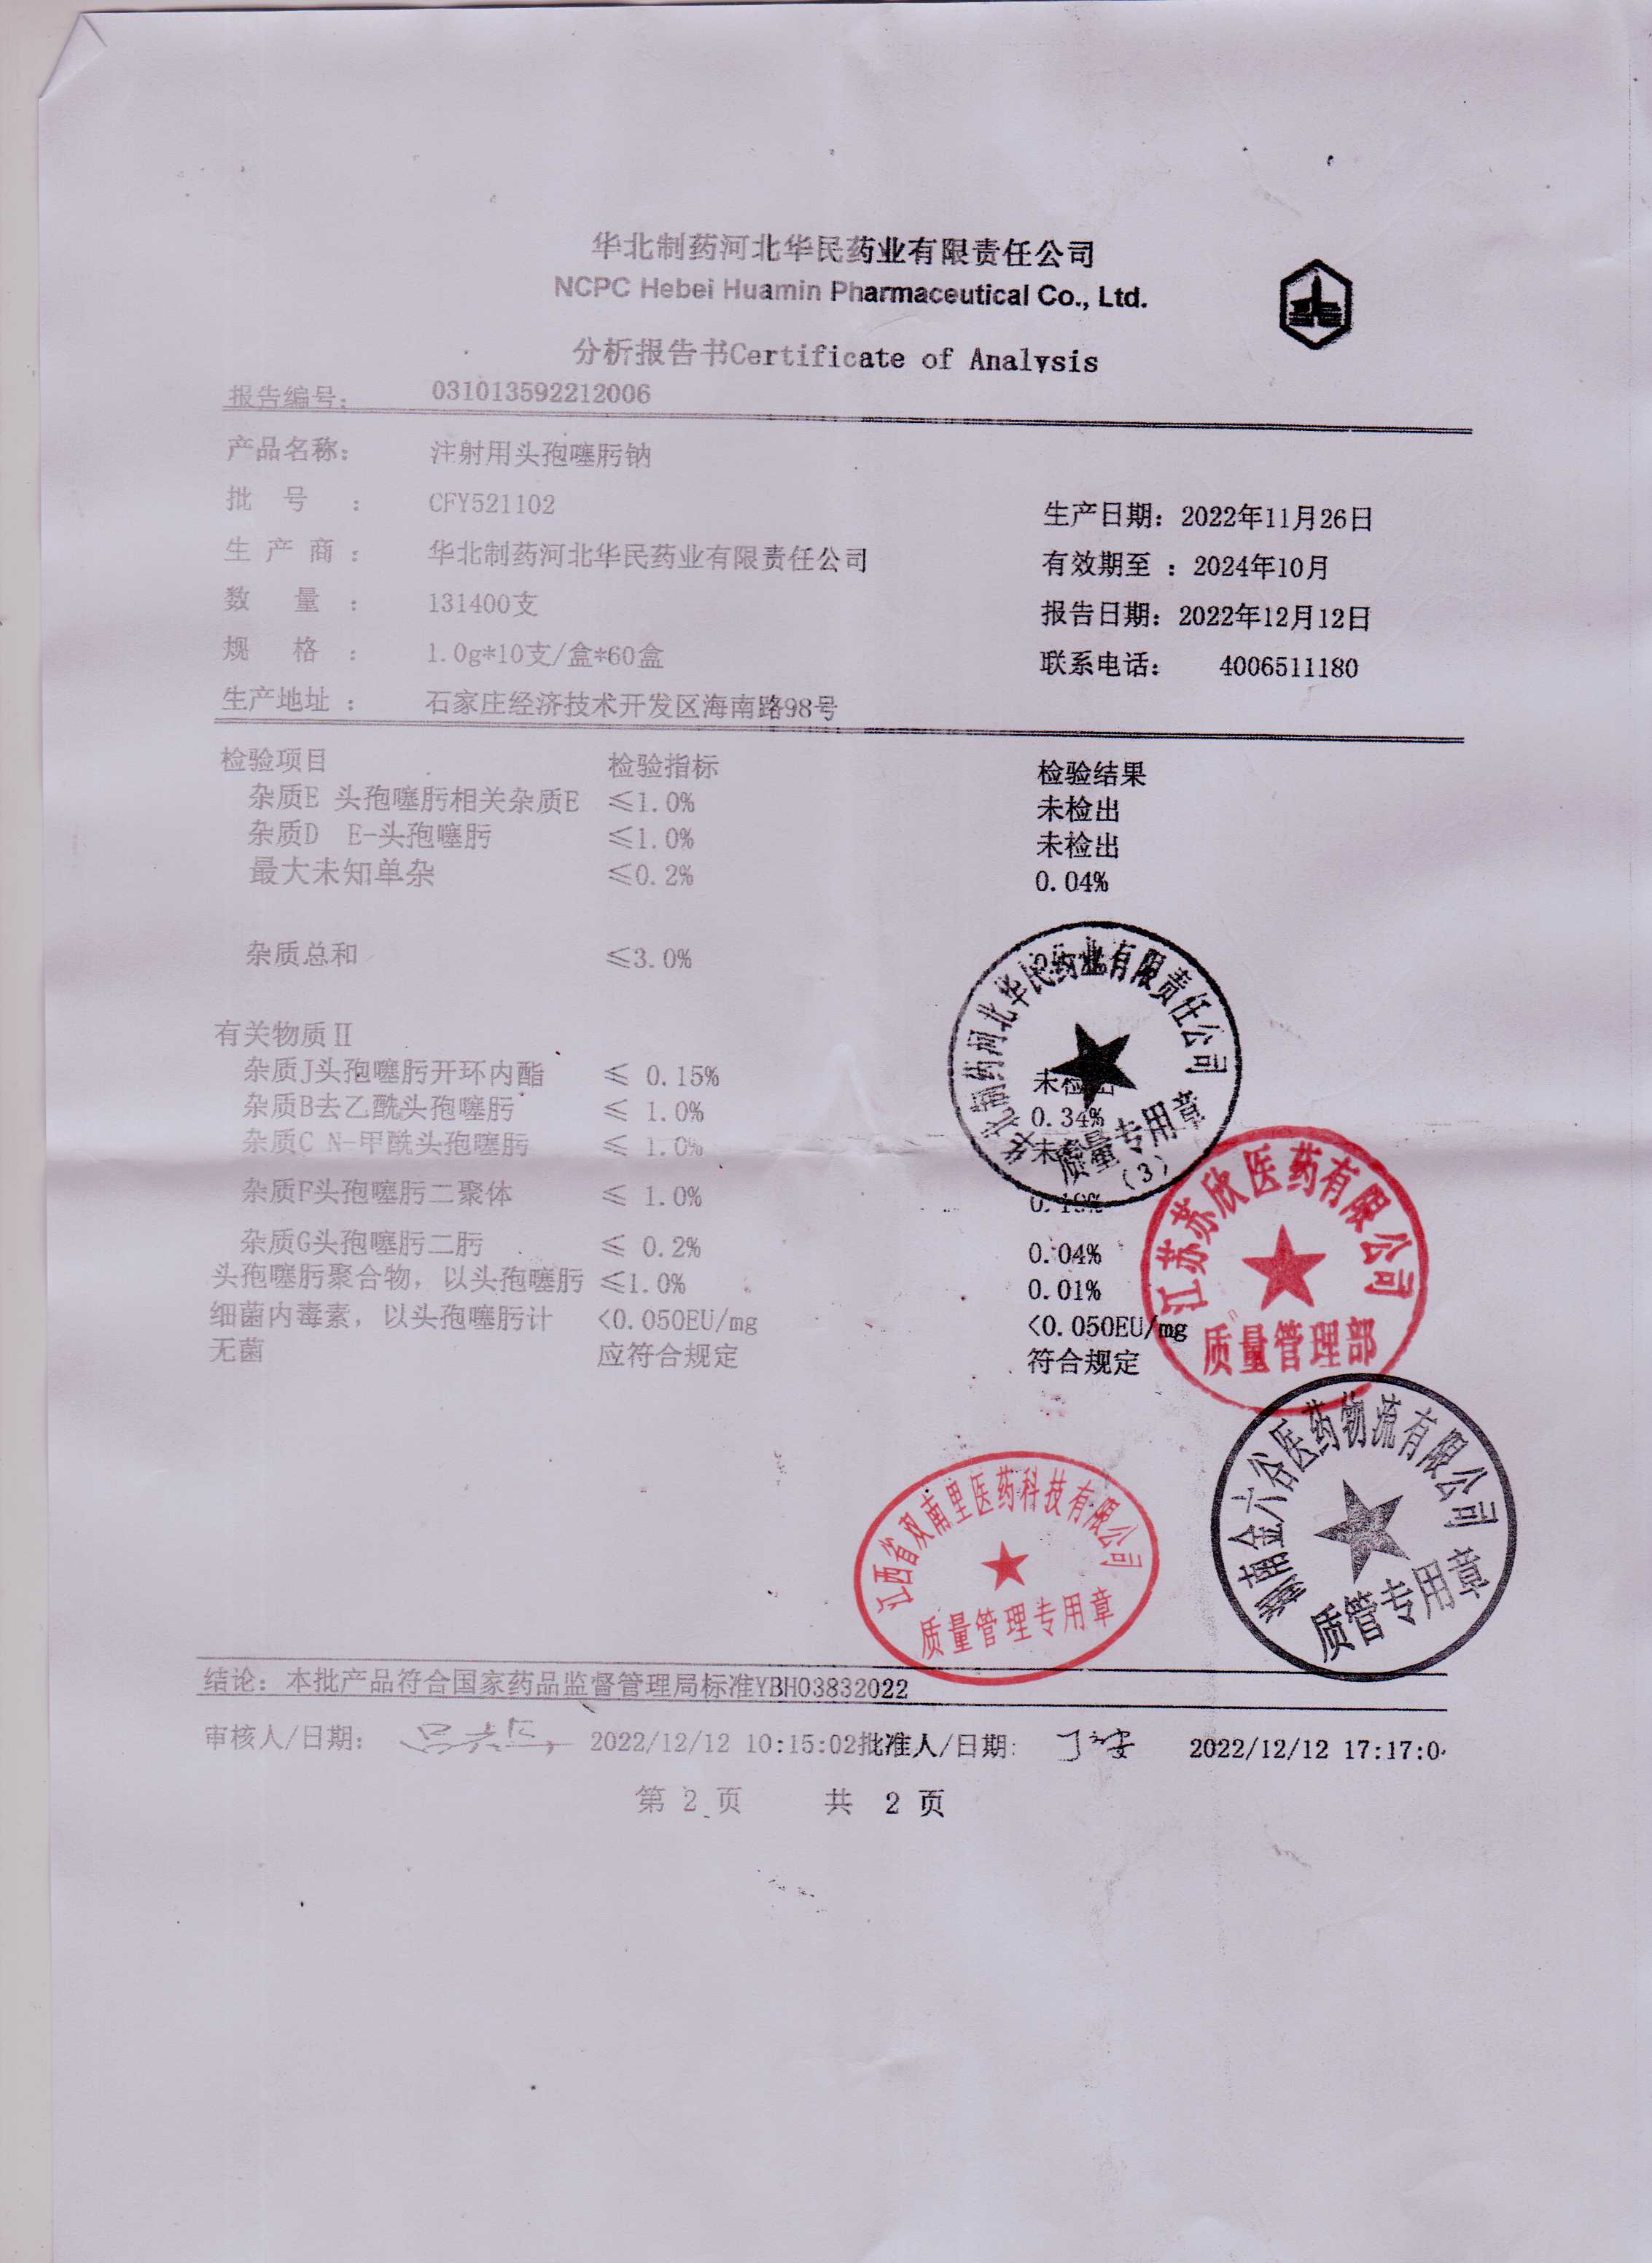 华北制药河北华民药业有限责任公司
NCPC Hebei Huamin Pharmaceutical Co., Ltd.
分析报告书Certificate of Analysis
报告编号: 031013592212006
产品名称: 注射用头孢噻肟钠
批 号 : CFY521102 生产日期: 2022年11月26日
生 产 商 : 华北制药河北华民药业有限责任公司 有效期至 : 2024年10月
数 量 : 131400支 报告日期: 2022年12月12日
规 格 : 1.0g*10支/盒*60盒 联系电话: 4006511180
生产地址 : 石家庄经济技术开发区海南路98号
检验项目 检验指标 检验结果
杂质E 头孢噻肟相关杂质E ≤1.0% 未检出
杂质D E-头孢噻肟 ≤1.0% 未检出
最大未知单杂 ≤0.2% 0.04%
杂质总和 ≤3.0%
有关物质Ⅱ
杂质J头孢噻肟开环内酯 ≤ 0.15% 未检出
杂质B去乙酰头孢噻肟 ≤ 1.0% 0.34%
杂质C N-甲酰头孢噻肟 ≤ 1.0% 未
杂质F头孢噻肟二聚体 ≤ 1.0%
杂质G头孢噻肟二肟 ≤ 0.2% 0.04%
头孢噻肟聚合物, 以头孢噻肟 ≤1.0% 0.01%
细菌内毒素, 以头孢噻肟计 <0.050EU/mg <0.050EU/mg
无菌 应符合规定 符合规定
华北制药河北华民药业有限责任公司
质量专用章
(3)
江苏苏欣医药有限公司
质量管理部
江西省双南里医药科技有限公司
质量管理专用章
湖南金六谷医药物流有限公司
质管专用章
结论: 本批产品符合国家药品监督管理局标准YBH03832022
审核人/日期: 2022/12/12 10:15:02批准人/日期: 2022/12/12 17:17:0
第 2 页 共 2 页